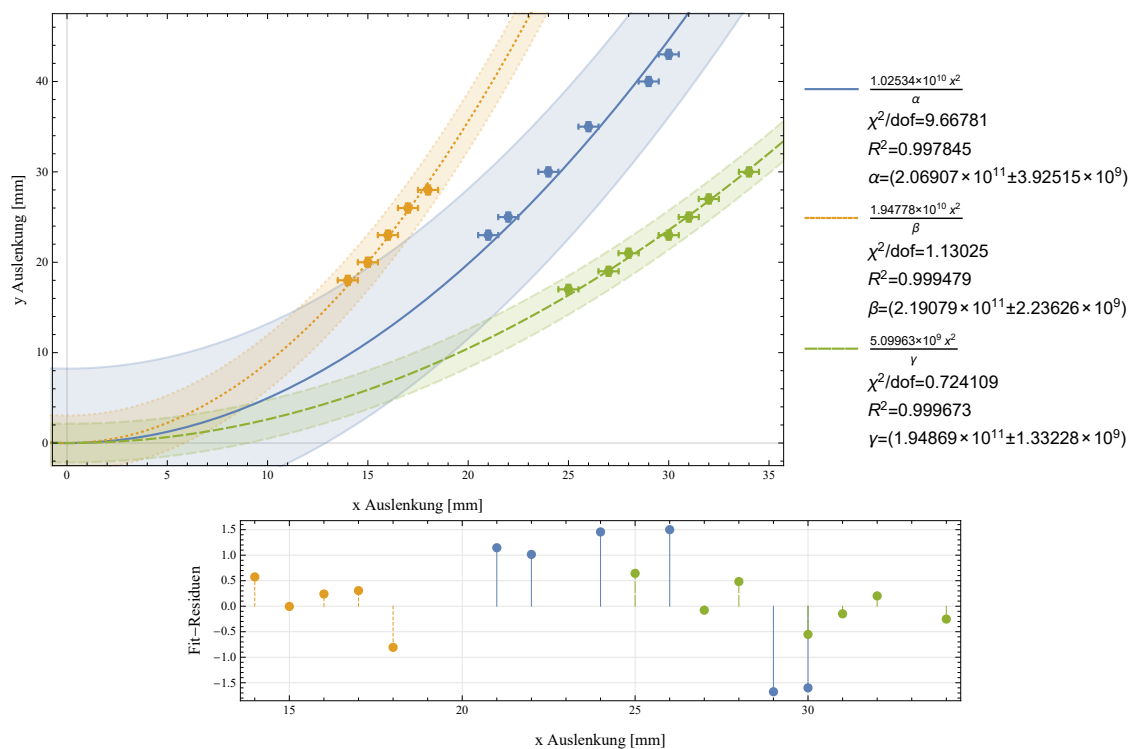 y Auslenkung [mm]
40
30
20
10
0
0 5 10 15 20 25 30 35
x Auslenkung [mm]
1.02534×10¹⁰ x²
α
χ²/dof=9.66781
R²=0.997845
α=(2.06907×10¹¹±3.92515×10⁹)
1.94778×10¹⁰ x²
β
χ²/dof=1.13025
R²=0.999479
β=(2.19079×10¹¹±2.23626×10⁹)
5.09963×10⁹ x²
γ
χ²/dof=0.724109
R²=0.999673
γ=(1.94869×10¹¹±1.33228×10⁹)
Fit−Residuen
1.5
1.0
0.5
0.0
−0.5
−1.0
−1.5
15 20 25 30
x Auslenkung [mm]